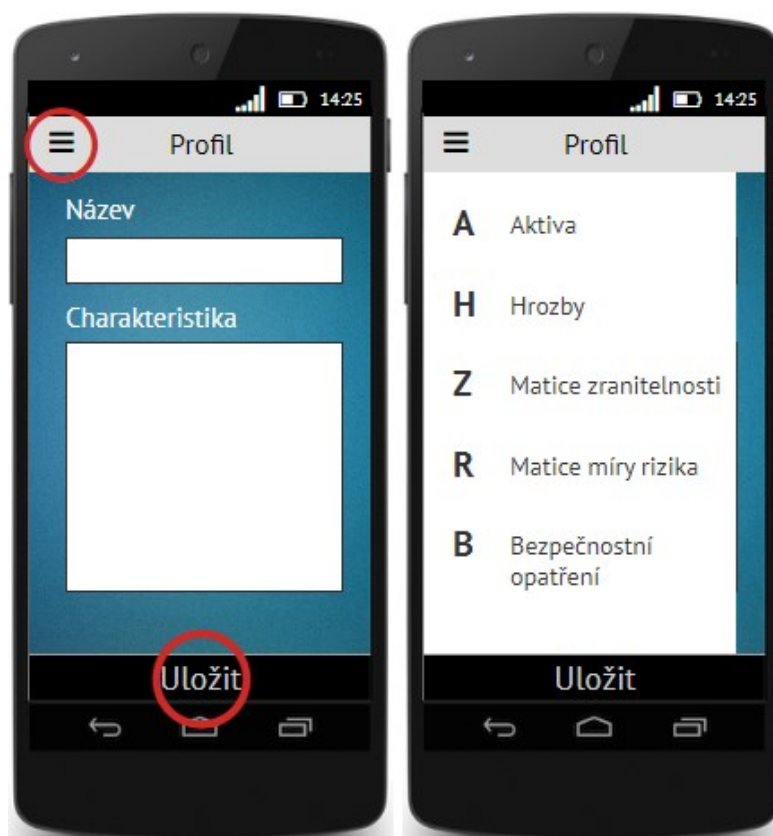 14:25
Profil
Název
Charakteristika
Uložit
14:25
Profil
A Aktiva
H Hrozby
Z Matice zranitelnosti
R Matice míry rizika
B Bezpečnostní
opatření
Uložit